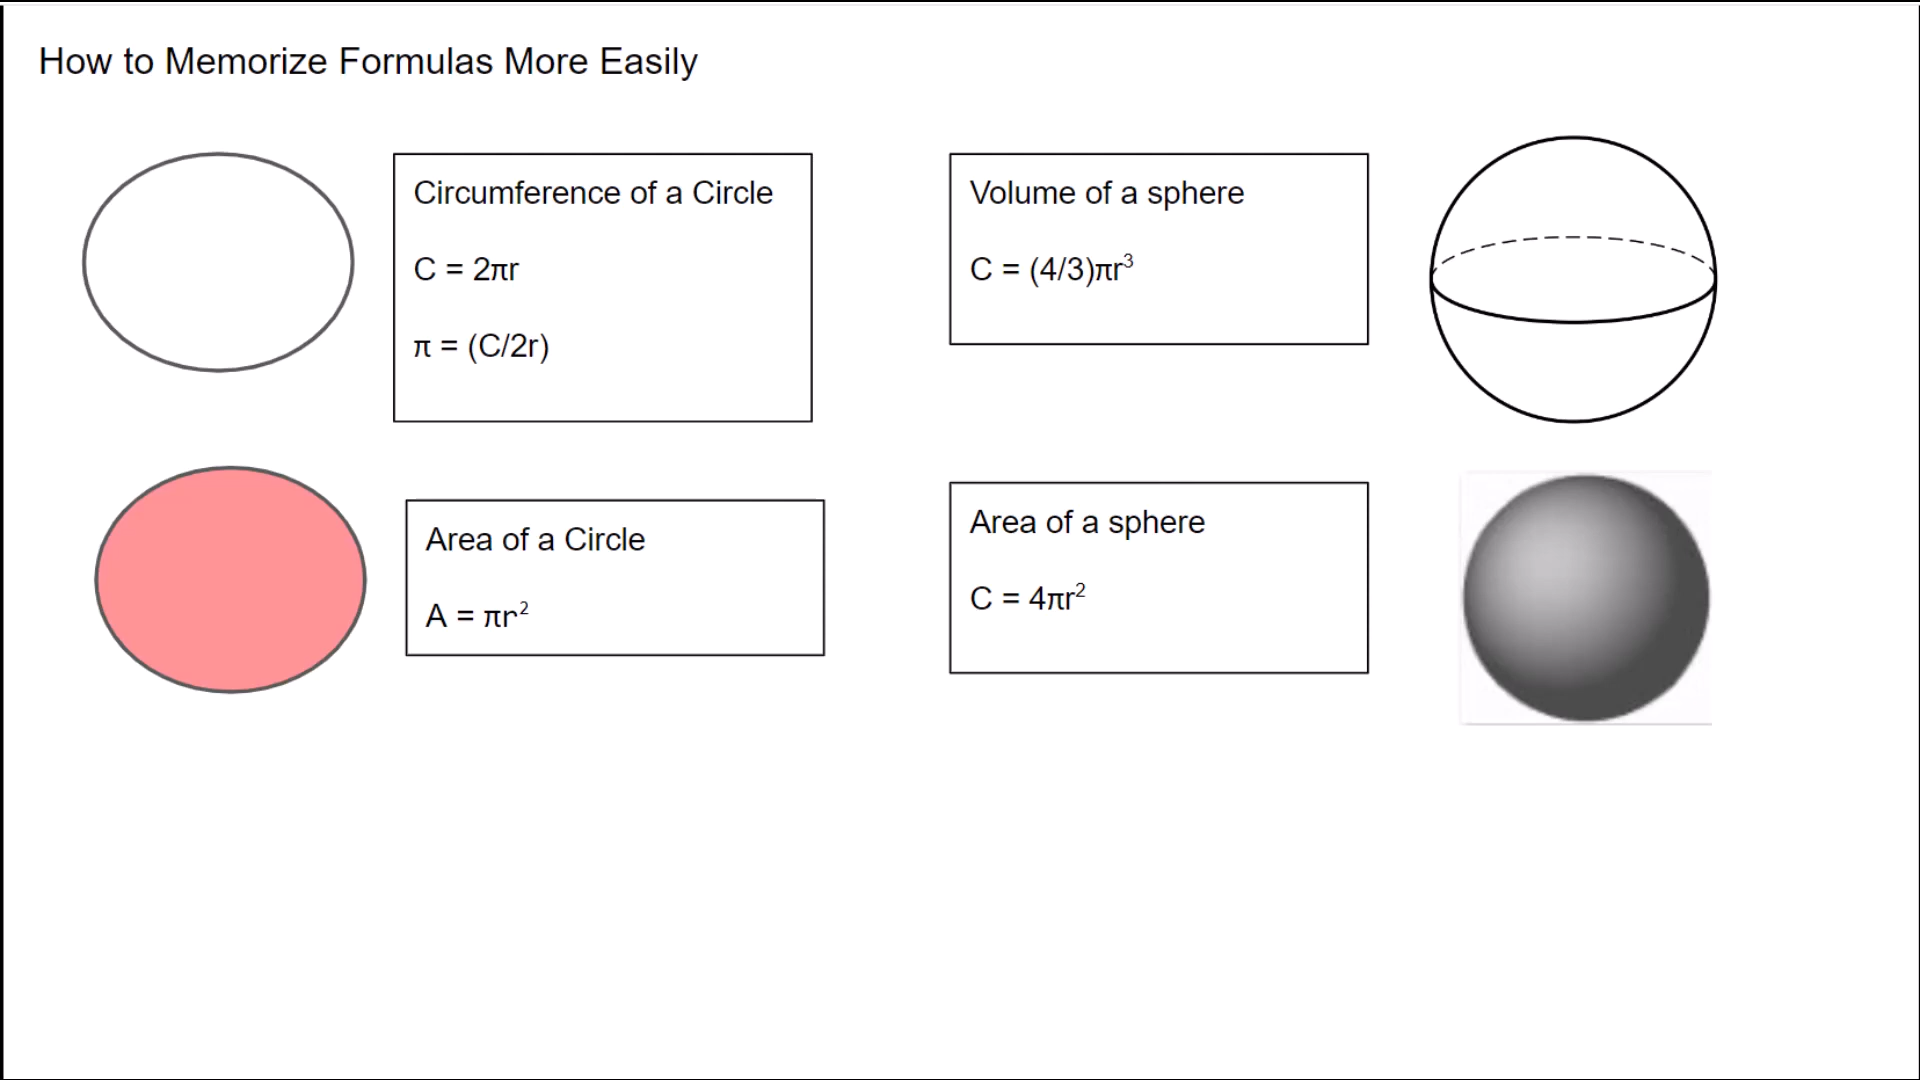 How to Memorize Formulas More Easily
Circumference of a Circle
C = 2πr
π = (C/2r)
Volume of a sphere
C = (4/3)πr³
Area of a Circle
A = πr²
Area of a sphere
C = 4πr²